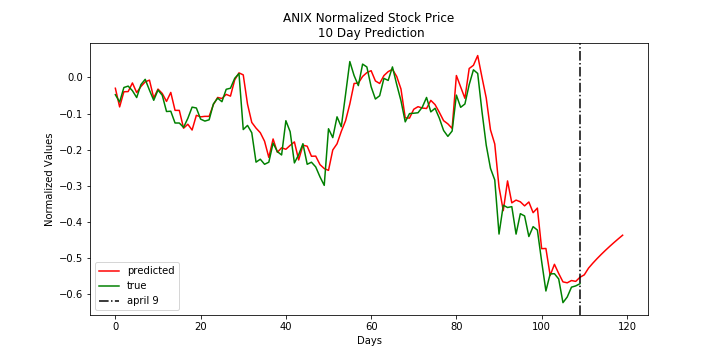 ANIX Normalized Stock Price
10 Day Prediction
Normalized Values
0.0
−0.1
−0.2
−0.3
−0.4
−0.5
−0.6
predicted
true
april 9
0 20 40 60 80 100 120
Days